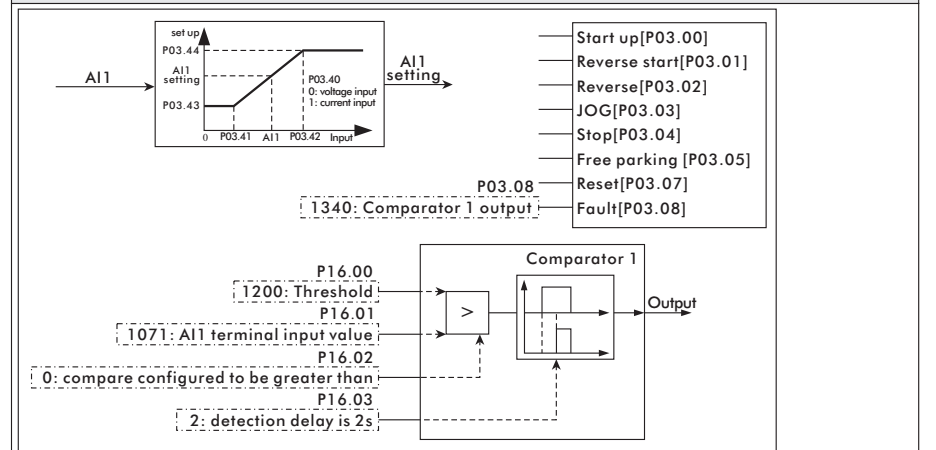 set up
P03.44
AI1
setting
P03.43
P03.40
0: voltage input
1: current input
0 P03.41 AI1 P03.42 Input
AI1
AI1
setting
Start up[P03.00]
Reverse start[P03.01]
Reverse[P03.02]
JOG[P03.03]
Stop[P03.04]
Free parking [P03.05]
Reset[P03.07]
Fault[P03.08]
P03.08
1340: Comparator 1 output
Comparator 1
P16.00
1200: Threshold
P16.01
1071: AI1 terminal input value
P16.02
0: compare configured to be greater than
P16.03
2: detection delay is 2s
>
Output